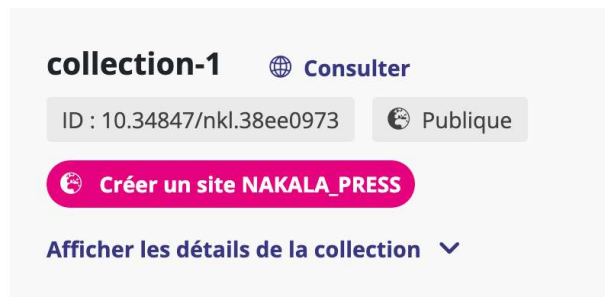 collection-1 Consulter
ID : 10.34847/nkl.38ee0973 Publique
Créer un site NAKALA_PRESS
Afficher les détails de la collection